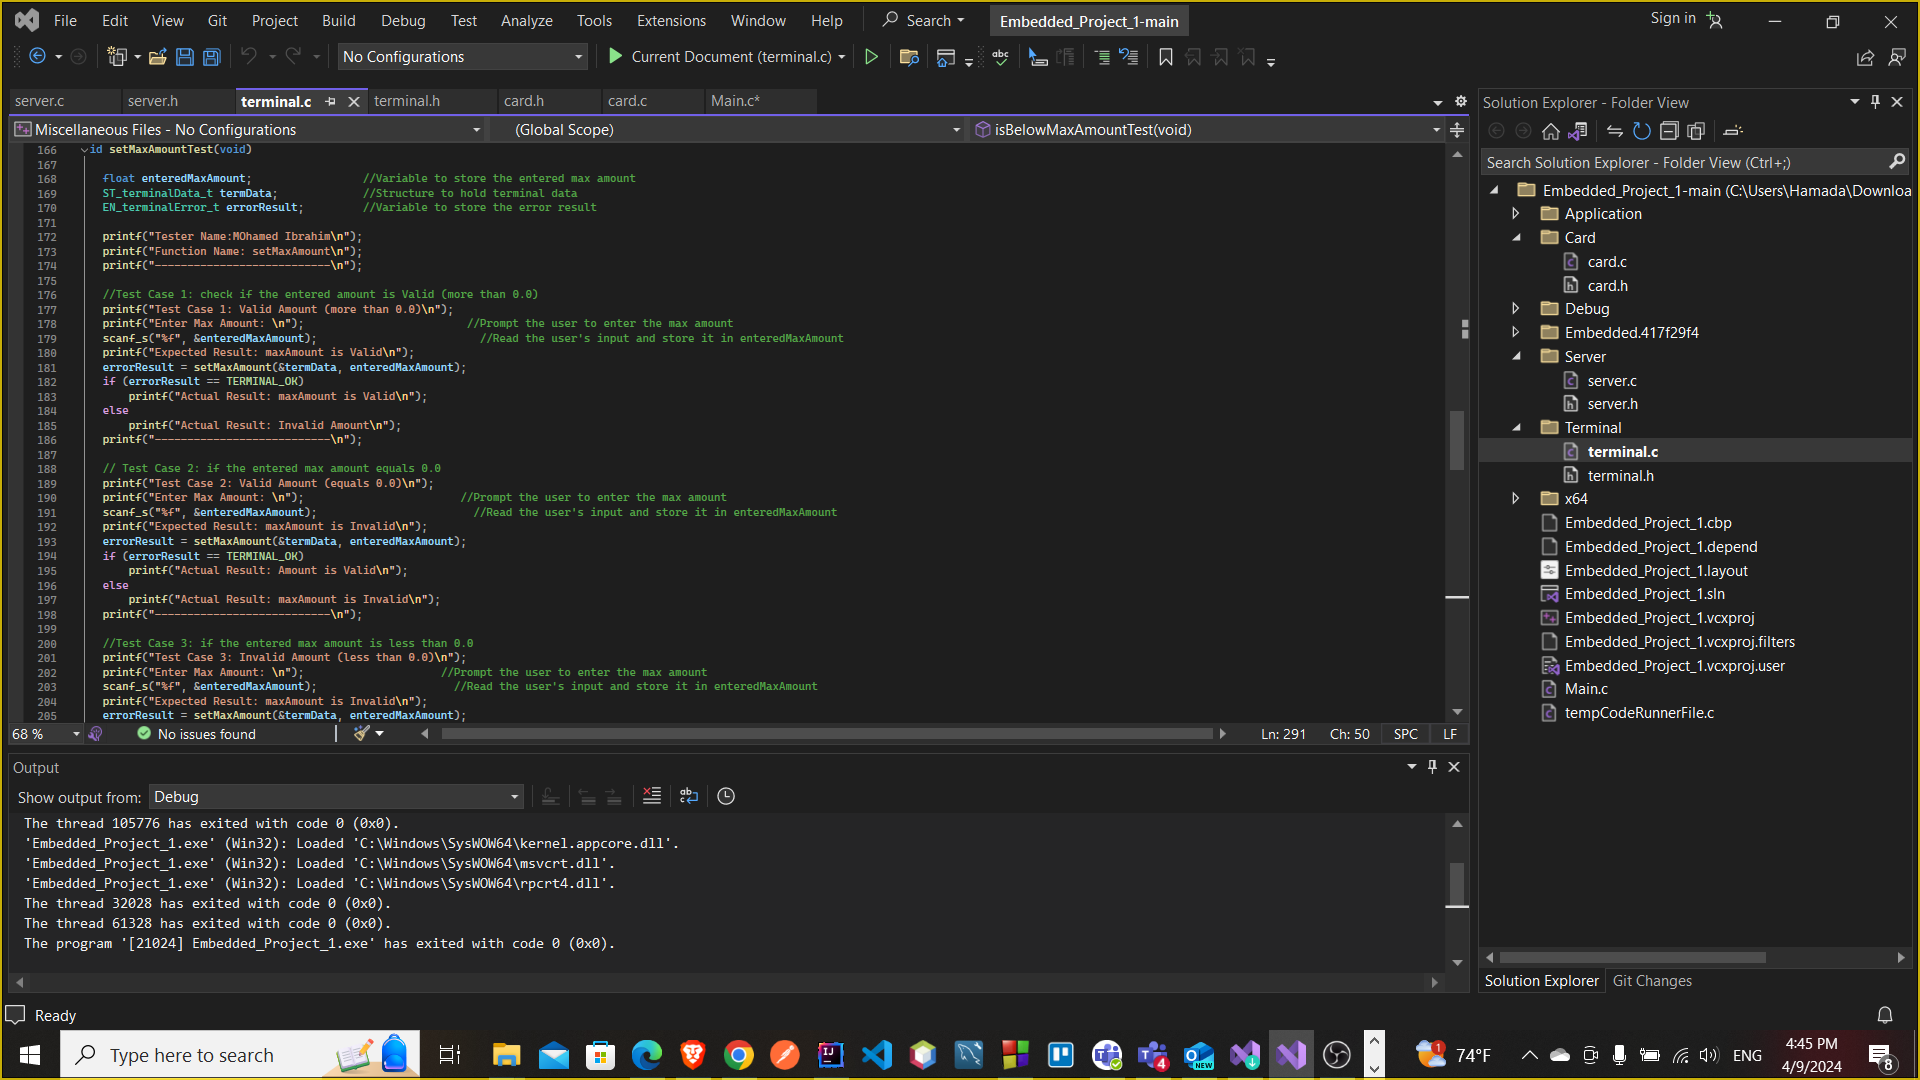 File Edit View Git Project Build Debug Test Analyze Tools Extensions Window Help Search Embedded_Project_1-main Sign in
No Configurations Current Document (terminal.c)
server.c server.h terminal.c terminal.h card.h card.c Main.c*
Miscellaneous Files - No Configurations (Global Scope) isBelowMaxAmountTest(void)
166 id setMaxAmountTest(void)
167
168 float enteredMaxAmount; //Variable to store the entered max amount
169 ST_terminalData_t termData; //Structure to hold terminal data
170 EN_terminalError_t errorResult; //Variable to store the error result
171
172 printf("Tester Name:MOhamed Ibrahim\n");
173 printf("Function Name: setMaxAmount\n");
174 printf("---------------------------\n");
175
176 //Test Case 1: check if the entered amount is Valid (more than 0.0)
177 printf("Test Case 1: Valid Amount (more than 0.0)\n");
178 printf("Enter Max Amount: \n"); //Prompt the user to enter the max amount
179 scanf_s("%f", &enteredMaxAmount); //Read the user's input and store it in enteredMaxAmount
180 printf("Expected Result: maxAmount is Valid\n");
181 errorResult = setMaxAmount(&termData, enteredMaxAmount);
182 if (errorResult == TERMINAL_OK)
183 printf("Actual Result: maxAmount is Valid\n");
184 else
185 printf("Actual Result: Invalid Amount\n");
186 printf("---------------------------\n");
187
188 // Test Case 2: if the entered max amount equals 0.0
189 printf("Test Case 2: Valid Amount (equals 0.0)\n");
190 printf("Enter Max Amount: \n"); //Prompt the user to enter the max amount
191 scanf_s("%f", &enteredMaxAmount); //Read the user's input and store it in enteredMaxAmount
192 printf("Expected Result: maxAmount is Invalid\n");
193 errorResult = setMaxAmount(&termData, enteredMaxAmount);
194 if (errorResult == TERMINAL_OK)
195 printf("Actual Result: Amount is Valid\n");
196 else
197 printf("Actual Result: maxAmount is Invalid\n");
198 printf("---------------------------\n");
199
200 //Test Case 3: if the entered max amount is less than 0.0
201 printf("Test Case 3: Invalid Amount (less than 0.0)\n");
202 printf("Enter Max Amount: \n"); //Prompt the user to enter the max amount
203 scanf_s("%f", &enteredMaxAmount); //Read the user's input and store it in enteredMaxAmount
204 printf("Expected Result: maxAmount is Invalid\n");
205 errorResult = setMaxAmount(&termData, enteredMaxAmount);
68 % No issues found Ln: 291 Ch: 50 SPC LF
Output
Show output from: Debug
The thread 105776 has exited with code 0 (0x0).
'Embedded_Project_1.exe' (Win32): Loaded 'C:\Windows\SysWOW64\kernel.appcore.dll'.
'Embedded_Project_1.exe' (Win32): Loaded 'C:\Windows\SysWOW64\msvcrt.dll'.
'Embedded_Project_1.exe' (Win32): Loaded 'C:\Windows\SysWOW64\rpcrt4.dll'.
The thread 32028 has exited with code 0 (0x0).
The thread 61328 has exited with code 0 (0x0).
The program '[21024] Embedded_Project_1.exe' has exited with code 0 (0x0).
Solution Explorer - Folder View
Search Solution Explorer - Folder View (Ctrl+;)
Embedded_Project_1-main (C:\Users\Hamada\Downloa
Application
Card
card.c
card.h
Debug
Embedded.417f29f4
Server
server.c
server.h
Terminal
terminal.c
terminal.h
x64
Embedded_Project_1.cbp
Embedded_Project_1.depend
Embedded_Project_1.layout
Embedded_Project_1.sln
Embedded_Project_1.vcxproj
Embedded_Project_1.vcxproj.filters
Embedded_Project_1.vcxproj.user
Main.c
tempCodeRunnerFile.c
Solution Explorer Git Changes
Ready
Type here to search 74°F ENG
4:45 PM
4/9/2024
8